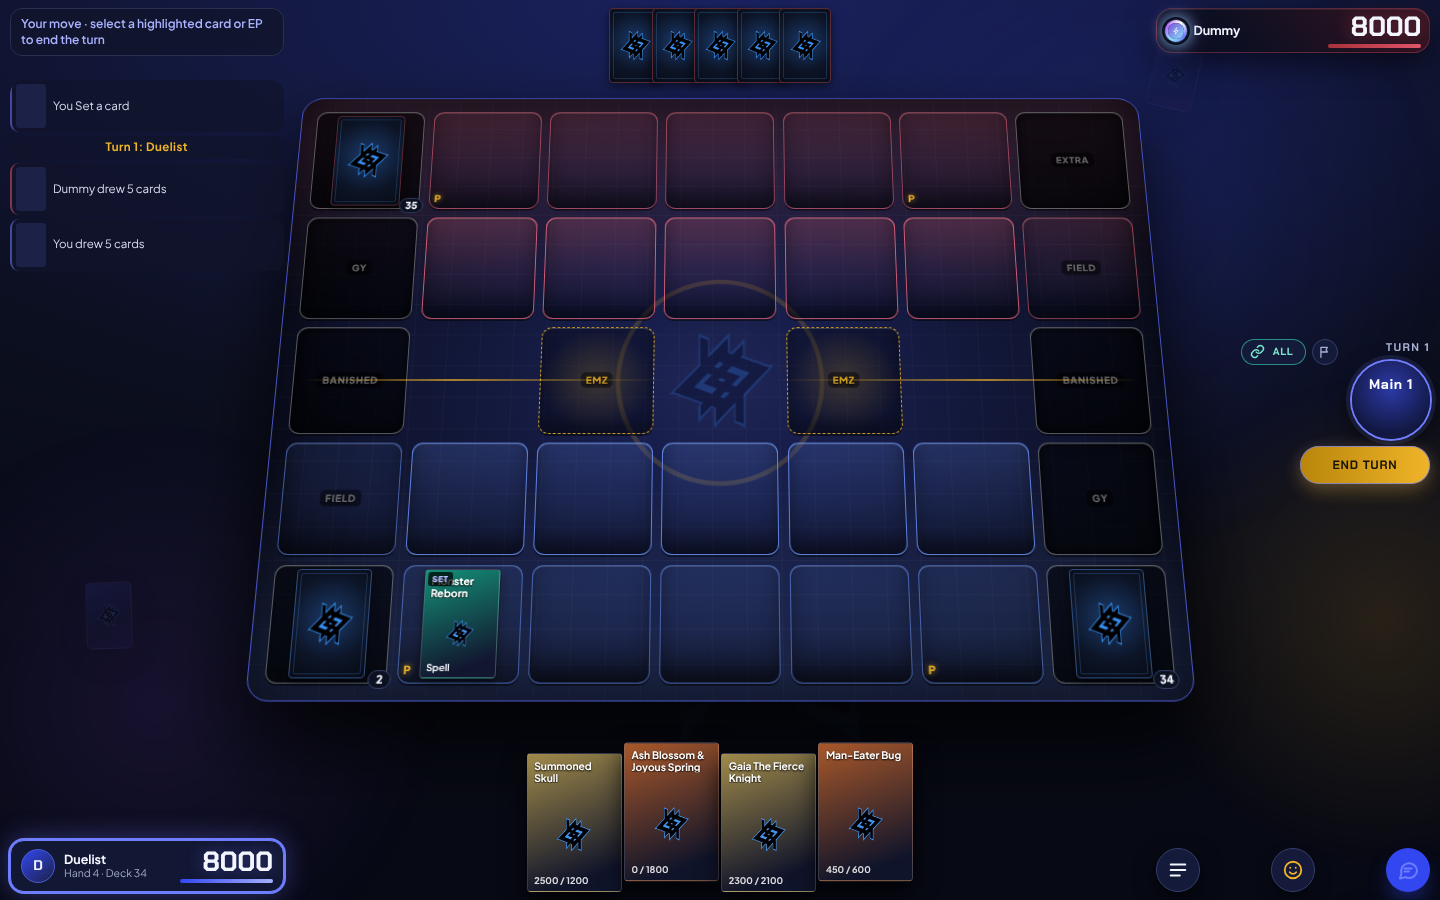 Your move · select a highlighted card or EP
to end the turn
You Set a card
Turn 1: Duelist
Dummy drew 5 cards
You drew 5 cards
Dummy
8000
35
P
P
EXTRA
GY
FIELD
BANISHED
EMZ
EMZ
BANISHED
ALL
TURN 1
Main 1
END TURN
FIELD
GY
2
SET
Reborn
Spell
P
P
34
Summoned
Skull
2500 / 1200
Ash Blossom &
Joyous Spring
0 / 1800
Gaia The Fierce
Knight
2300 / 2100
Man-Eater Bug
450 / 600
D
Duelist
Hand 4 · Deck 34
8000